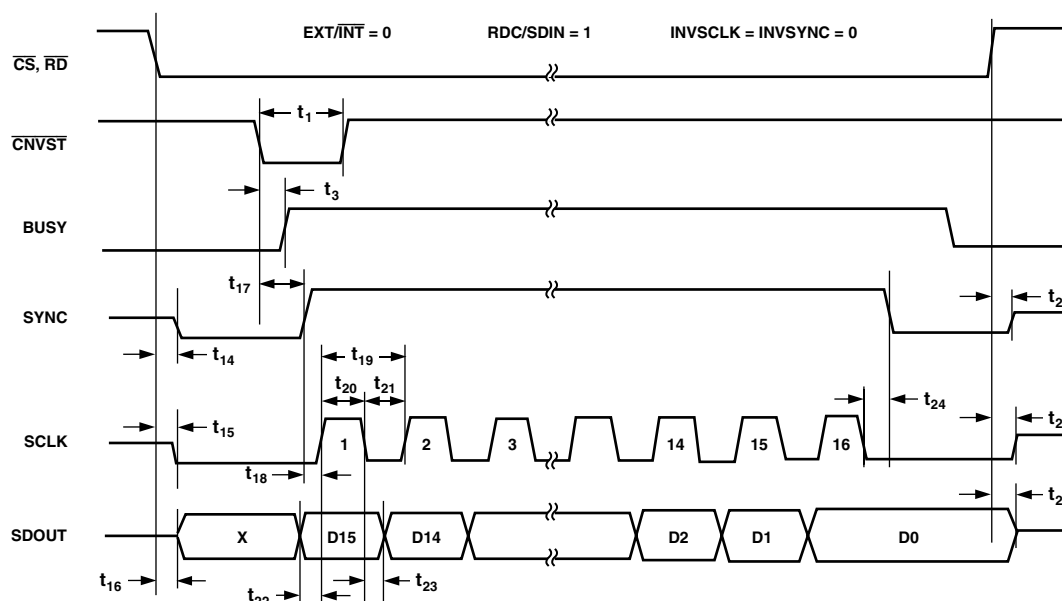 EXT/INT = 0 RDC/SDIN = 1 INVSCLK = INVSYNC = 0
CS, RD
t1
CNVST
t3
BUSY
t17
SYNC
t14
t19
t20 t21
t24
SCLK
t15
1 2 3 14 15 16
t18
SDOUT
X D15 D14 D2 D1 D0
t16
t23